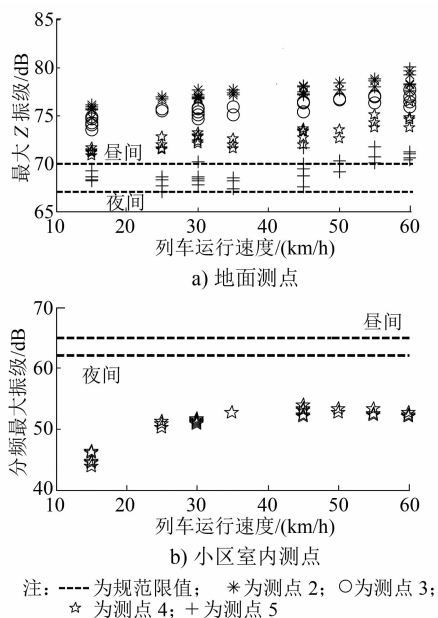 最大 Z 振级/dB
85
80
75
70
65
昼间
夜间
10 20 30 40 50 60
列车运行速度/(km/h)
a) 地面测点
分频最大振级/dB
70
60
50
40
昼间
夜间
10 20 30 40 50 60
列车运行速度/(km/h)
b) 小区室内测点
注: ----为规范限值; ✳为测点 2; ○为测点 3;
☆ 为测点 4; + 为测点 5